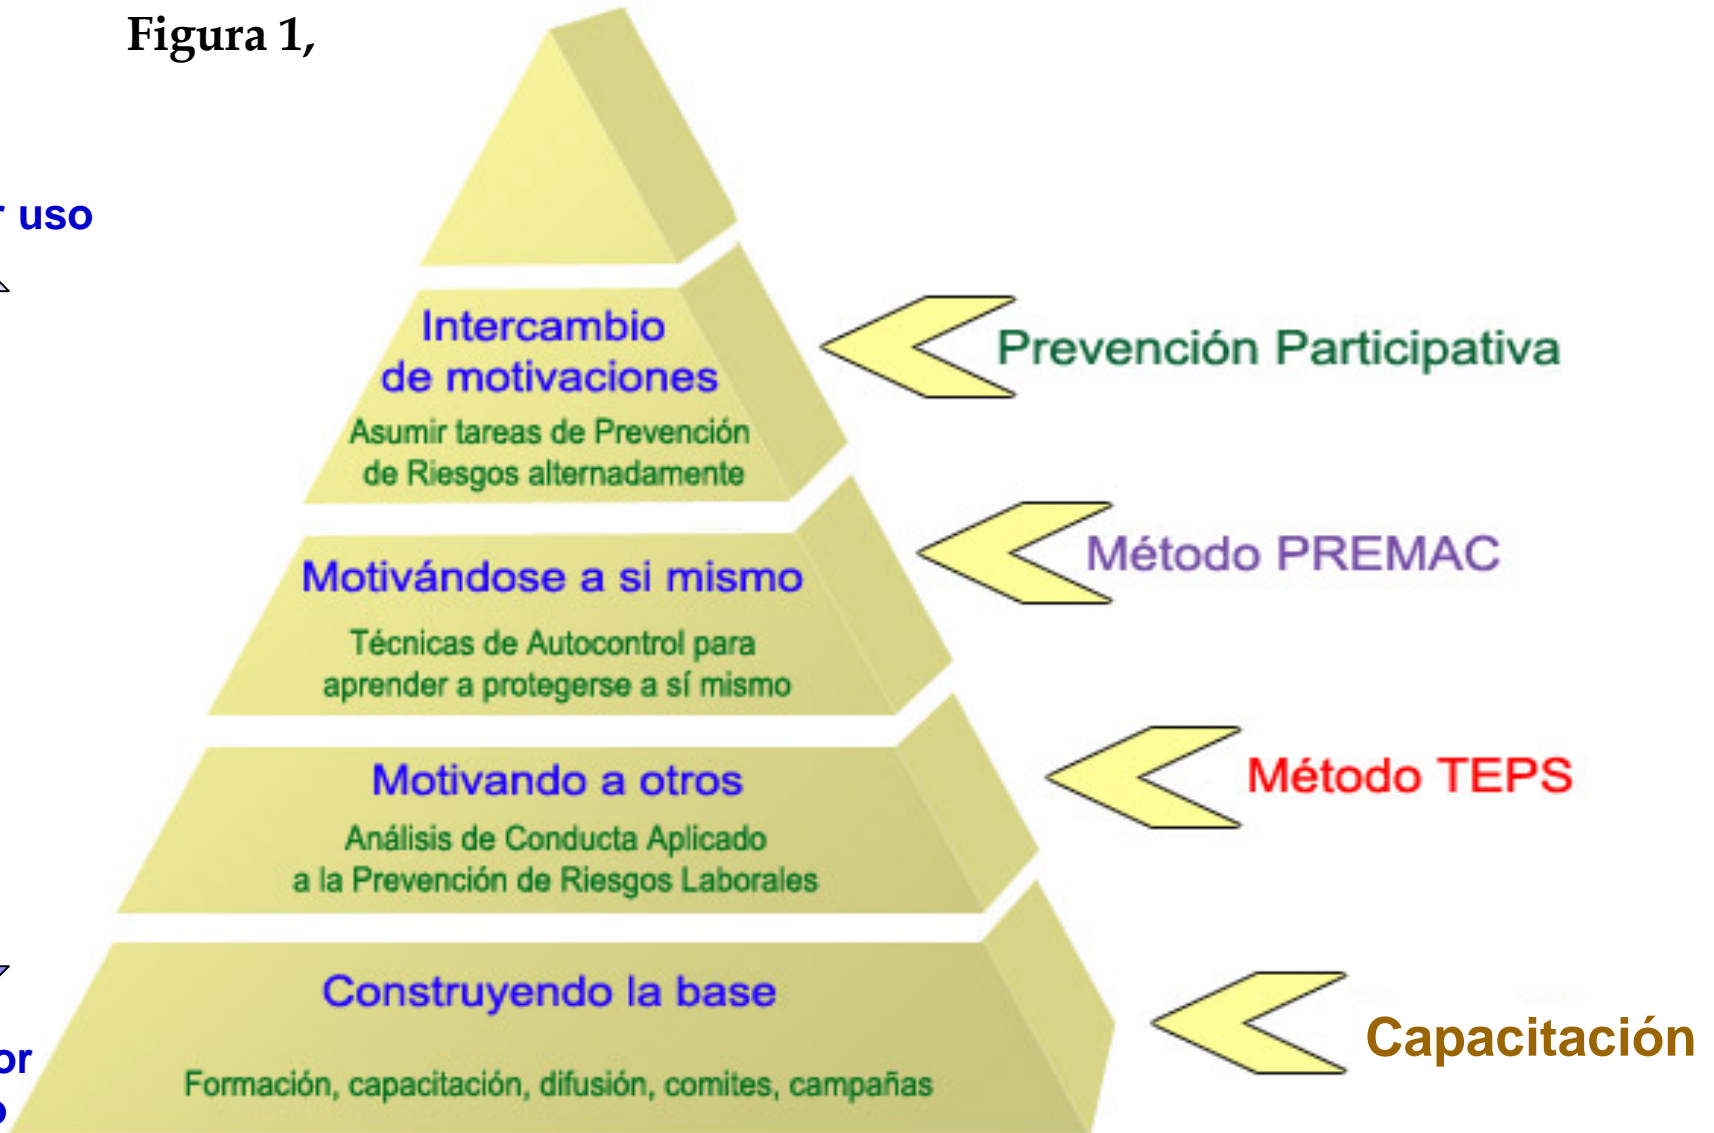 Figura 1,
uso
Intercambio
de motivaciones
Asumir tareas de Prevención
de Riesgos alternadamente
Prevención Participativa
Motivándose a si mismo
Técnicas de Autocontrol para
aprender a protegerse a sí mismo
Método PREMAC
Motivando a otros
Análisis de Conducta Aplicado
a la Prevención de Riesgos Laborales
Método TEPS
Construyendo la base
Formación, capacitación, difusión, comites, campañas
Capacitación